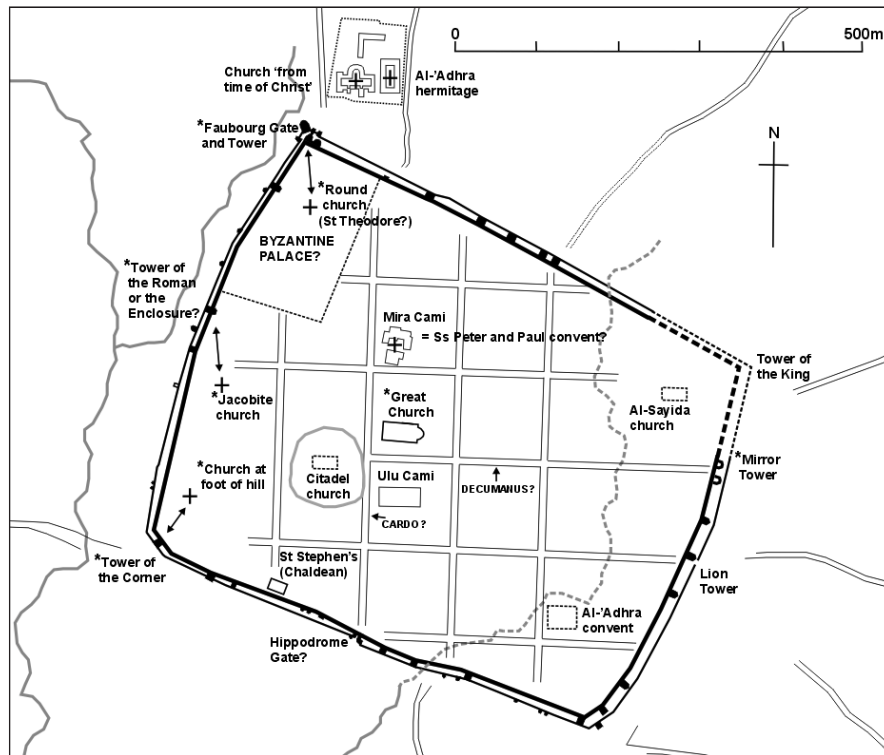 0
500m
Church ‘from
time of Christ’
Al-’Adhra
hermitage
*Faubourg Gate
and Tower
N
*Round
church
(St Theodore?)
BYZANTINE
PALACE?
*Tower of
the Roman
or the
Enclosure?
Mira Cami
= Ss Peter and Paul convent?
Tower of
the King
*Jacobite
church
*Great
Church
Al-Sayida
church
*Church at
foot of hill
Citadel
church
Ulu Cami
DECUMANUS?
*Mirror
Tower
CARDO?
*Tower of
the Corner
St Stephen's
(Chaldean)
Lion
Tower
Al-’Adhra
convent
Hippodrome
Gate?